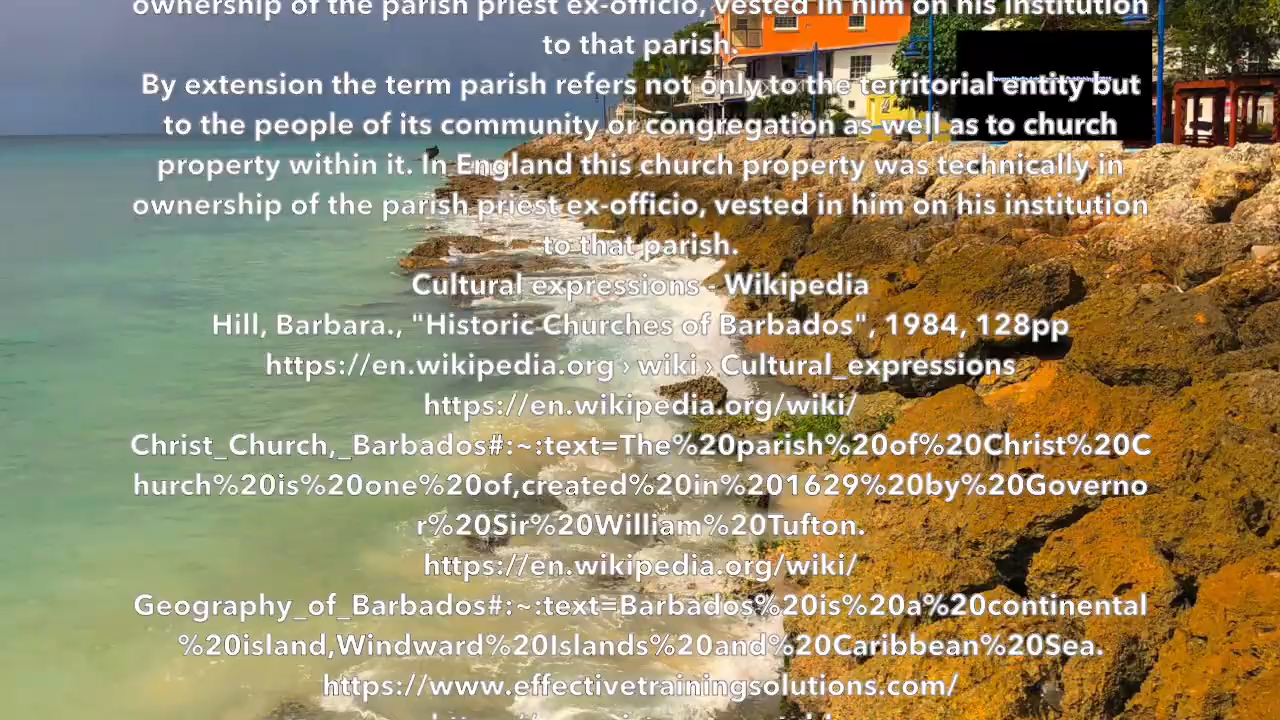 ownership of the parish priest ex-officio, vested in him on his institution
to that parish.
By extension the term parish refers not only to the territorial entity but
to the people of its community or congregation as well as to church
property within it. In England this church property was technically in
ownership of the parish priest ex-officio, vested in him on his institution
to that parish.
Cultural expressions - Wikipedia
Hill, Barbara., "Historic Churches of Barbados", 1984, 128pp
https://en.wikipedia.org › wiki › Cultural_expressions
https://en.wikipedia.org/wiki/
Christ_Church,_Barbados#:~:text=The%20parish%20of%20Christ%20C
hurch%20is%20one%20of,created%20in%201629%20by%20Governo
r%20Sir%20William%20Tufton.
https://en.wikipedia.org/wiki/
Geography_of_Barbados#:~:text=Barbados%20is%20a%20continental
%20island,Windward%20Islands%20and%20Caribbean%20Sea.
https://www.effectivetrainingsolutions.com/